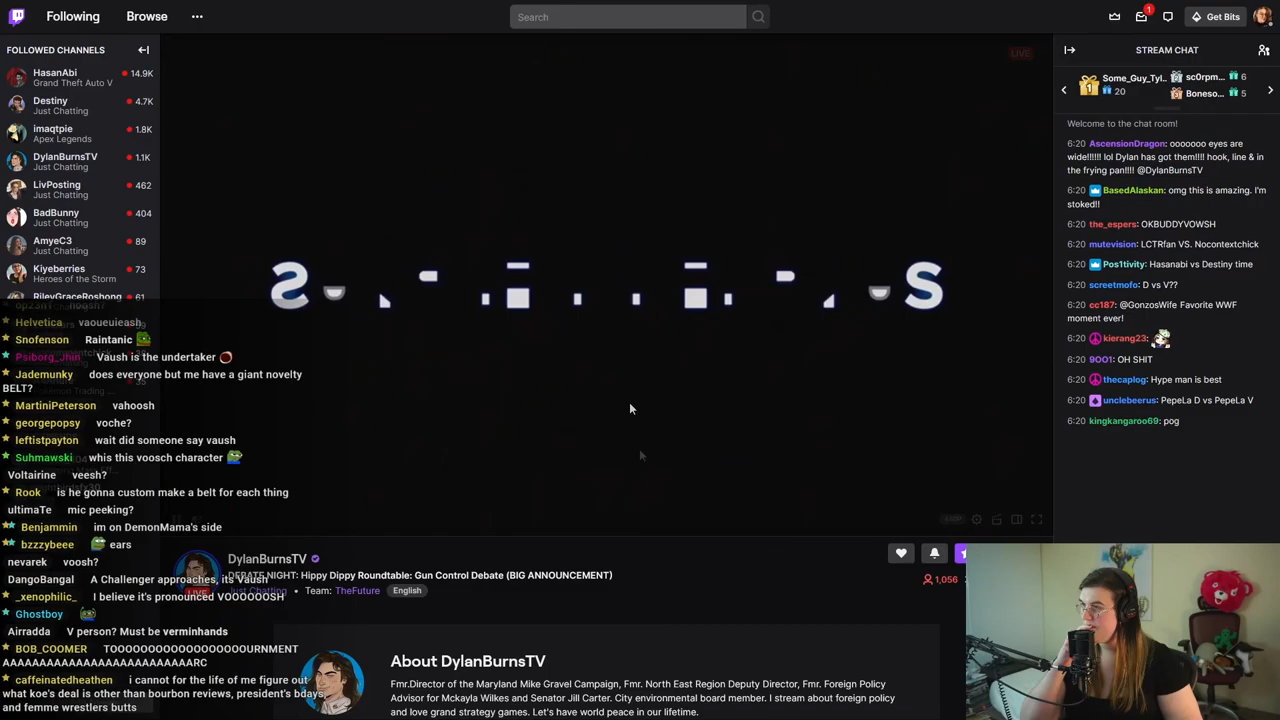 Following
Browse
Search
1
Get Bits
FOLLOWED CHANNELS
HasanAbi
14.9K
Grand Theft Auto V
Destiny
4.7K
Just Chatting
imaqtpie
1.8K
Apex Legends
DylanBurnsTV
1.1K
Just Chatting
LivPosting
462
Just Chatting
BadBunny
404
Just Chatting
AmyeC3
89
Just Chatting
Kiyeberries
73
Heroes of the Storm
RileyGraceRoshong
Helvetica vaoueuieash
Snofenson Raintanic
Psiborg_Jhin Vaush is the undertaker
Jademunky does everyone but me have a giant novelty
BELT?
MartiniPeterson vahoosh
georgepopsy voche?
leftistpayton wait did someone say vaush
Suhmawski whis this voosch character
Voltairine veesh?
Rook is he gonna custom make a belt for each thing
ultimaTe mic peeking?
Benjammin im on DemonMama's side
bzzzybeee ears
nevarek voosh?
DangoBangal A Challenger approaches, its Vaush
_xenophilic_ I believe it's pronounced VOOOOOOSH
Ghostboy
Airradda V person? Must be verminhands
BOB_COOMER TOOOOOOOOOOOOOOOOOOURNMENT
AAAAAAAAAAAAAAAAAAAAAAAAAARC
caffeinatedheathen i cannot for the life of me figure out
what koe's deal is other than bourbon reviews, president's bdays
and femme wrestlers butts
LIVE
S
S
DylanBurnsTV
DEBATE NIGHT: Hippy Dippy Roundtable: Gun Control Debate (BIG ANNOUNCEMENT)
Just Chatting • Team: TheFuture English
LIVE
1,056
About DylanBurnsTV
Fmr.Director of the Maryland Mike Gravel Campaign, Fmr. North East Region Deputy Director, Fmr. Foreign Policy
Advisor for Mckayla Wilkes and Senator Jill Carter. City environmental board member. I stream about foreign policy
and love grand strategy games. Let's have world peace in our lifetime.
STREAM CHAT
1
Some_Guy_Tyl..
20
sc0rpm... 6
Boneso... 5
Welcome to the chat room!
6:20 AscensionDragon: ooooooo eyes are
wide!!!!!! lol Dylan has got them!!!! hook, line & in
the frying pan!!!! @DylanBurnsTV
6:20 BasedAlaskan: omg this is amazing. I'm
stoked!!
6:20 the_espers: OKBUDDYVOWSH
6:20 mutevision: LCTRfan VS. Nocontextchick
6:20 Pos1tivity: Hasanabi vs Destiny time
6:20 screetmofo: D vs V??
6:20 cc187: @GonzosWife Favorite WWF
moment ever!
6:20 kierang23:
6:20 9OO1: OH SHIT
6:20 thecaplog: Hype man is best
6:20 unclebeerus: PepeLa D vs PepeLa V
6:20 kingkangaroo69: pog